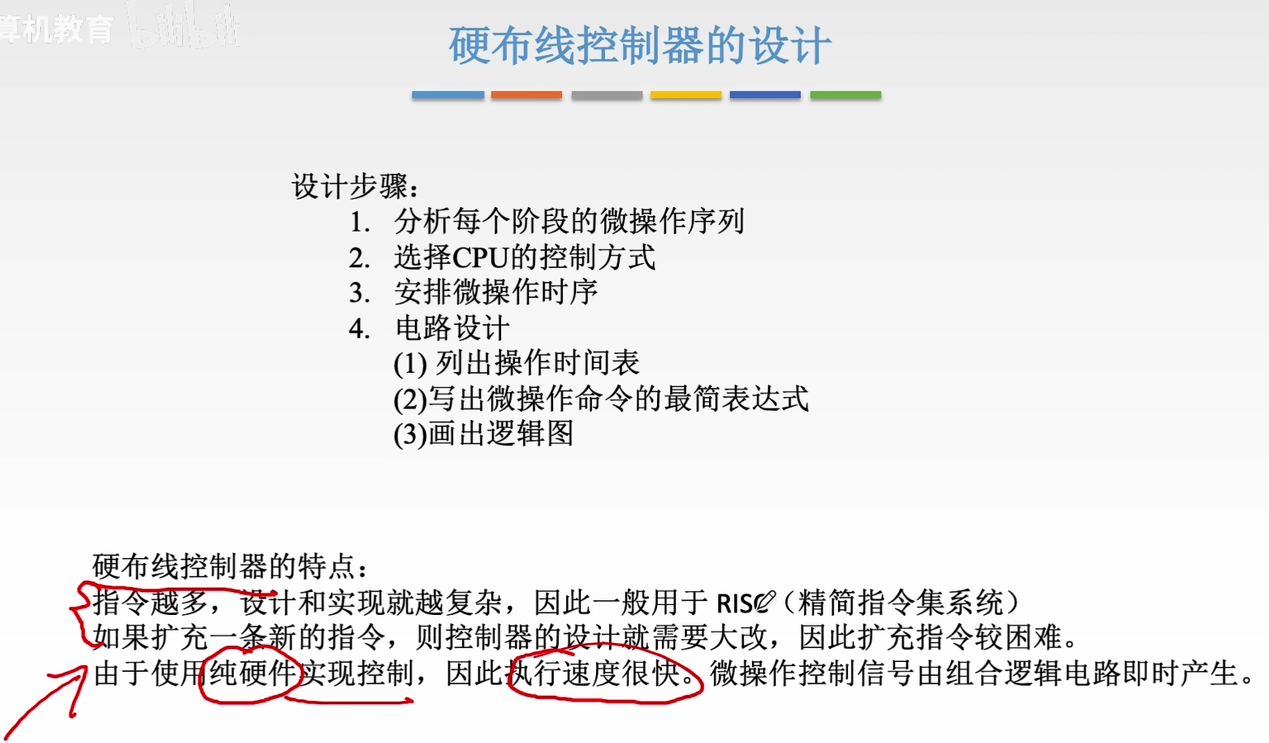 算机教育 bilibili
硬布线控制器的设计
设计步骤：
1. 分析每个阶段的微操作序列
2. 选择CPU的控制方式
3. 安排微操作时序
4. 电路设计
(1) 列出操作时间表
(2)写出微操作命令的最简表达式
(3)画出逻辑图
硬布线控制器的特点：
指令越多，设计和实现就越复杂，因此一般用于 RISC（精简指令集系统）
如果扩充一条新的指令，则控制器的设计就需要大改，因此扩充指令较困难。
由于使用纯硬件实现控制，因此执行速度很快。微操作控制信号由组合逻辑电路即时产生。